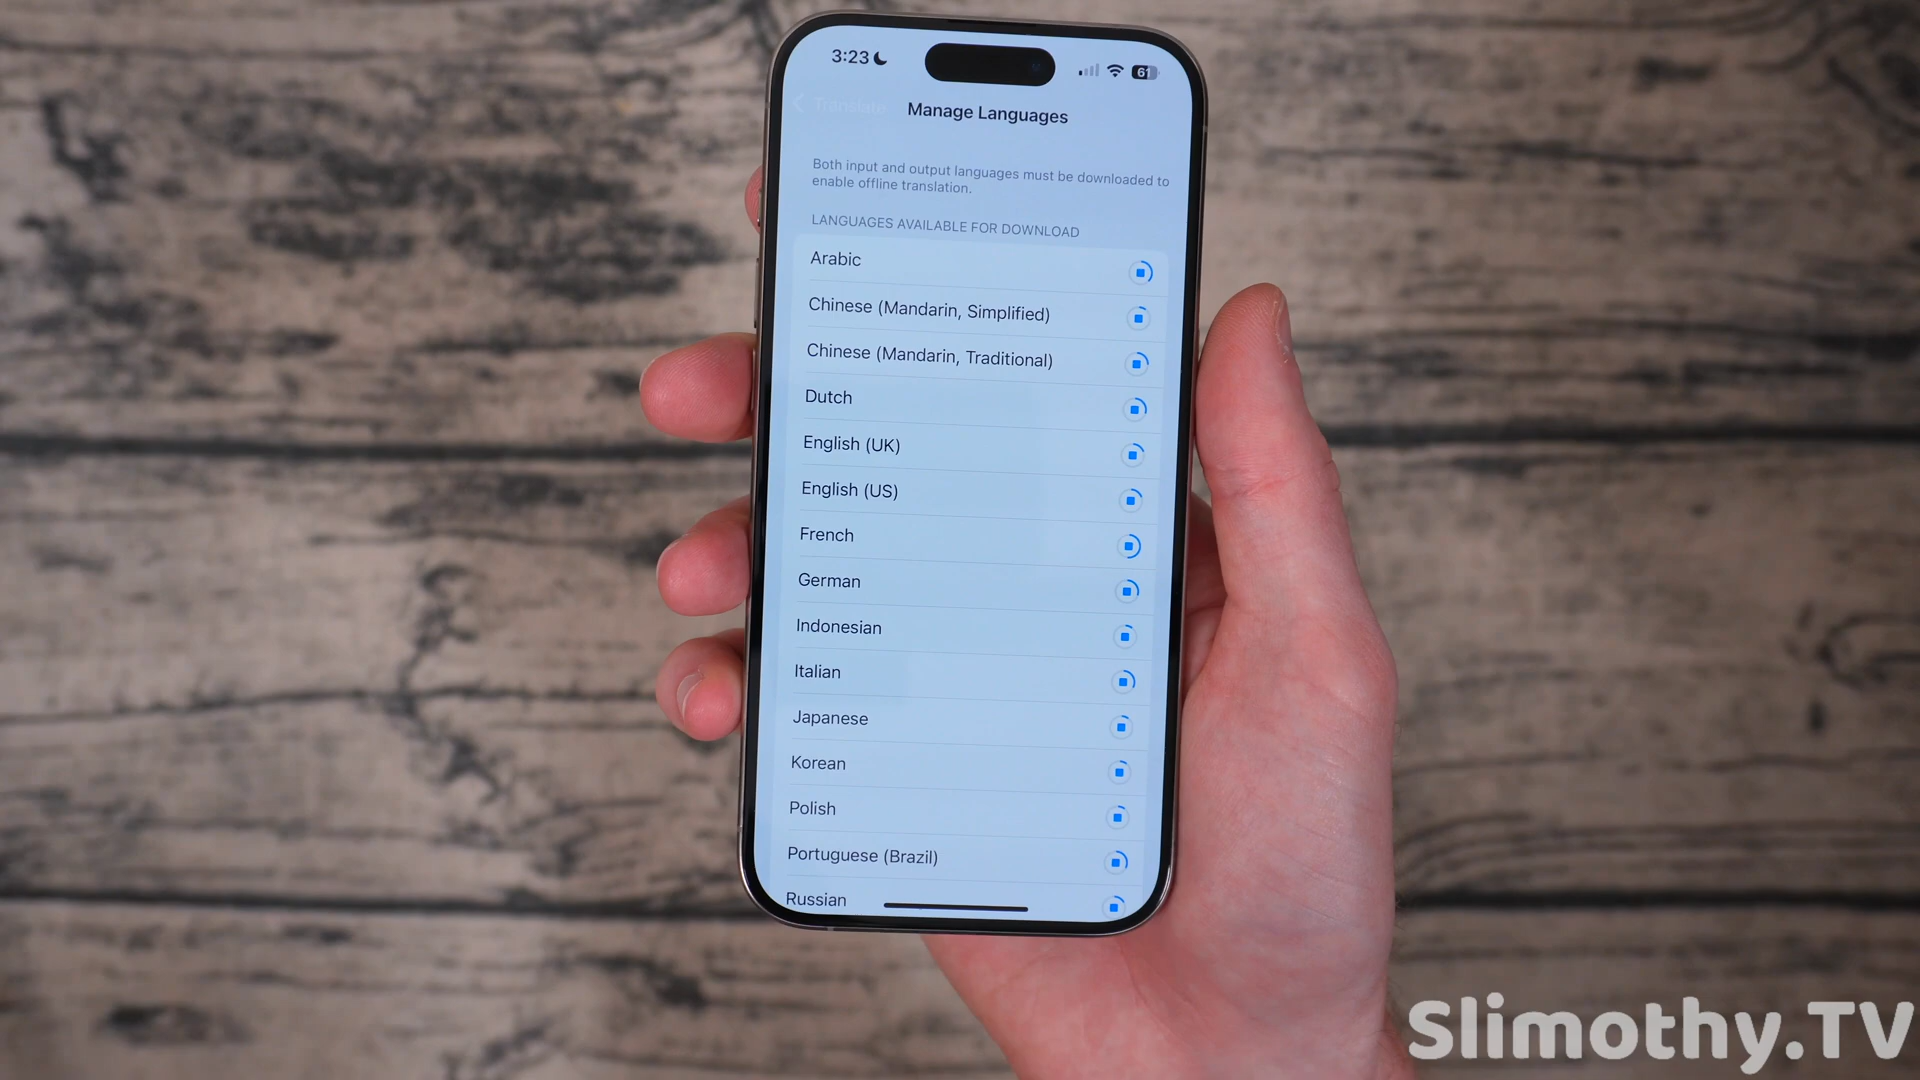 3:23
61
Translate
Manage Languages
Both input and output languages must be downloaded to
enable offline translation.
LANGUAGES AVAILABLE FOR DOWNLOAD
Arabic
Chinese (Mandarin, Simplified)
Chinese (Mandarin, Traditional)
Dutch
English (UK)
English (US)
French
German
Indonesian
Italian
Japanese
Korean
Polish
Portuguese (Brazil)
Russian
Slimothy.TV